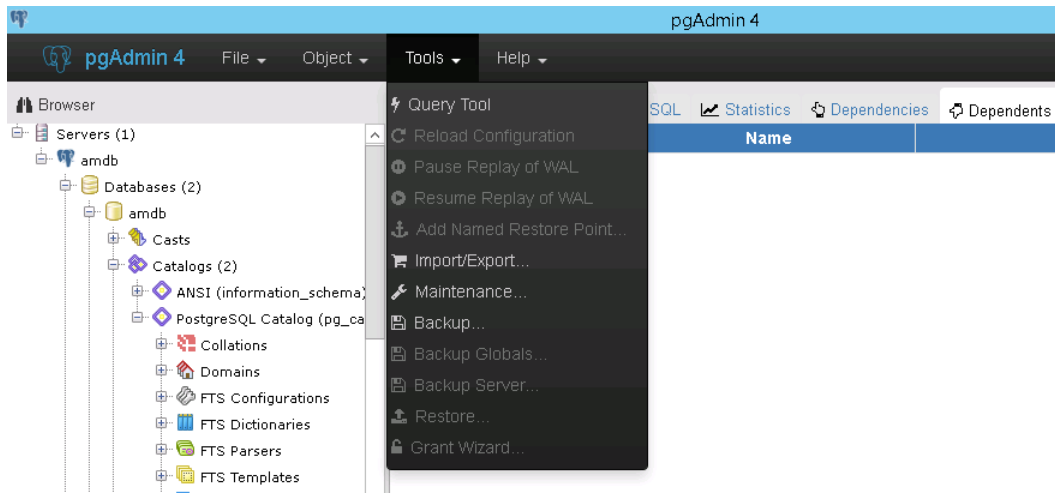 pgAdmin 4
pgAdmin 4 File Object Tools Help
Browser
SQL Statistics Dependencies Dependents
Name
Servers (1)
amdb
Databases (2)
amdb
Casts
Catalogs (2)
ANSI (information_schema)
PostgreSQL Catalog (pg_ca
Collations
Domains
FTS Configurations
FTS Dictionaries
FTS Parsers
FTS Templates
Query Tool
Reload Configuration
Pause Replay of WAL
Resume Replay of WAL
Add Named Restore Point...
Import/Export...
Maintenance...
Backup...
Backup Globals...
Backup Server...
Restore...
Grant Wizard...